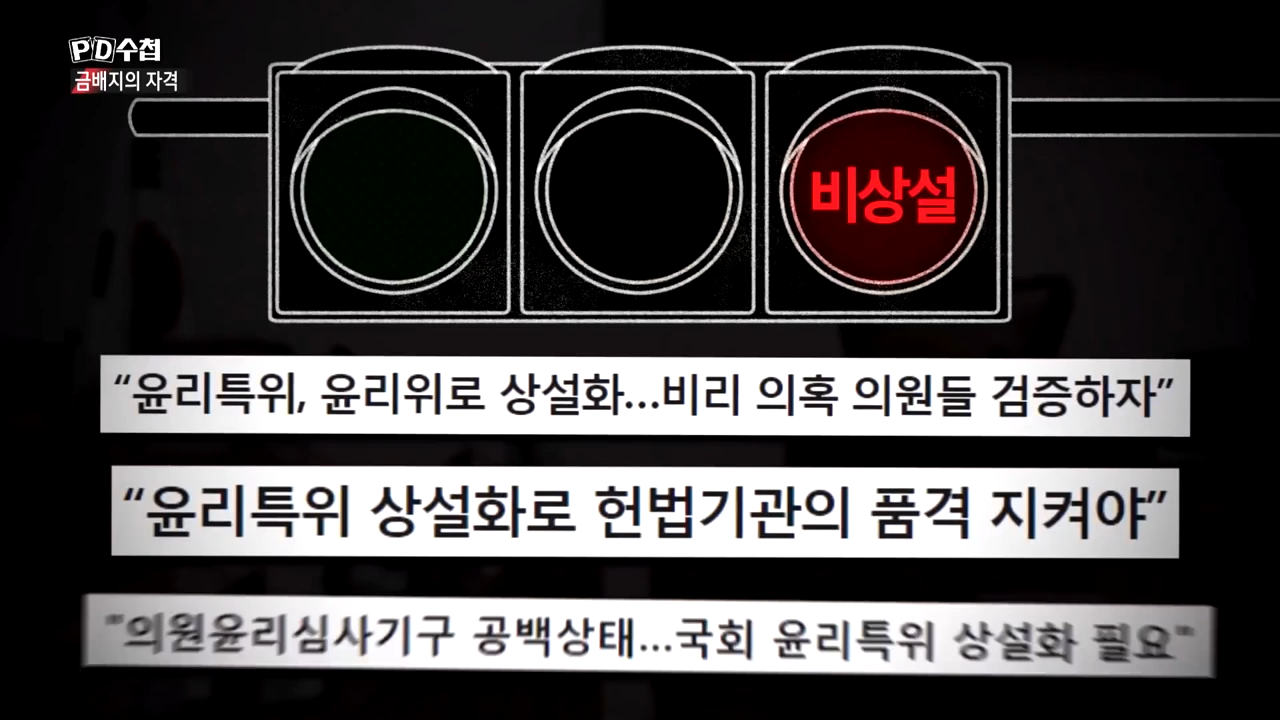 PD수첩
금배지의 자격
비상설
“윤리특위, 윤리위로 상설화...비리 의혹 의원들 검증하자”
“윤리특위 상설화로 헌법기관의 품격 지켜야”
"의원윤리심사기구 공백상태...국회 윤리특위 상설화 필요"